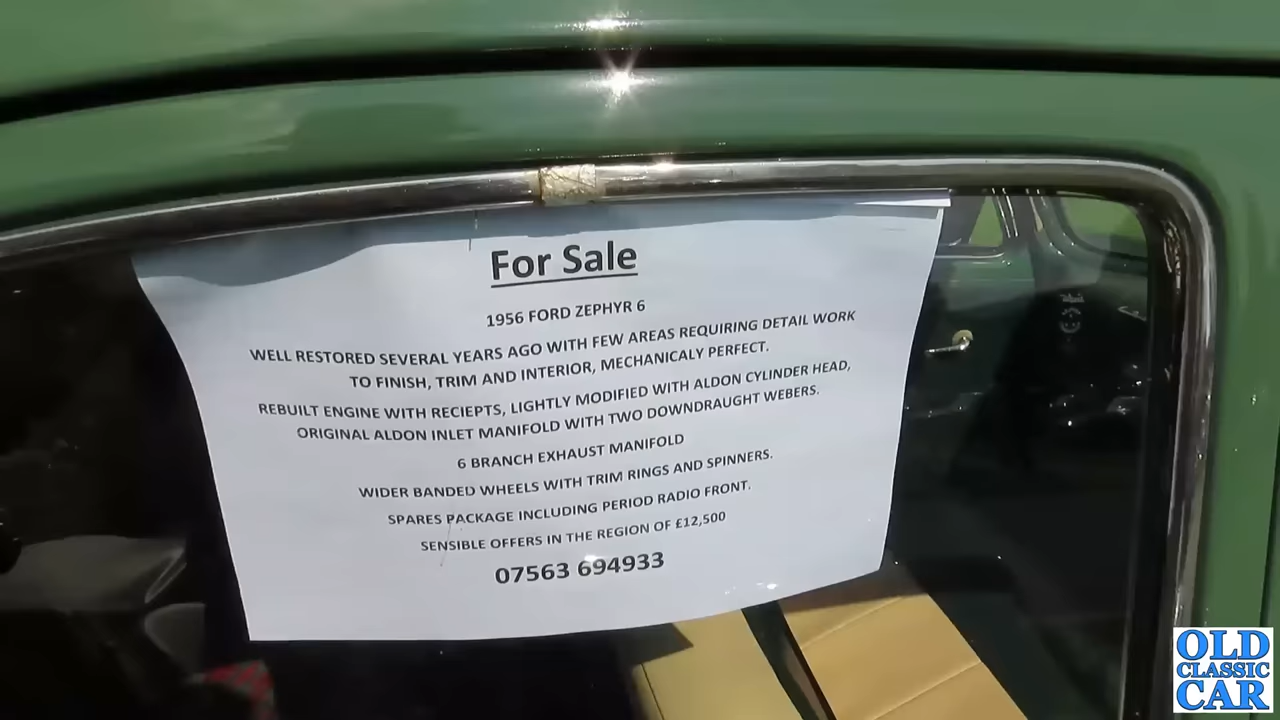 For Sale
1956 FORD ZEPHYR 6
WELL RESTORED SEVERAL YEARS AGO WITH FEW AREAS REQUIRING DETAIL WORK
TO FINISH, TRIM AND INTERIOR, MECHANICALY PERFECT.
REBUILT ENGINE WITH RECIEPTS, LIGHTLY MODIFIED WITH ALDON CYLINDER HEAD,
ORIGINAL ALDON INLET MANIFOLD WITH TWO DOWNDRAUGHT WEBERS.
6 BRANCH EXHAUST MANIFOLD
WIDER BANDED WHEELS WITH TRIM RINGS AND SPINNERS.
SPARES PACKAGE INCLUDING PERIOD RADIO FRONT.
SENSIBLE OFFERS IN THE REGION OF £12,500
07563 694933
OLD
CLASSIC
CAR